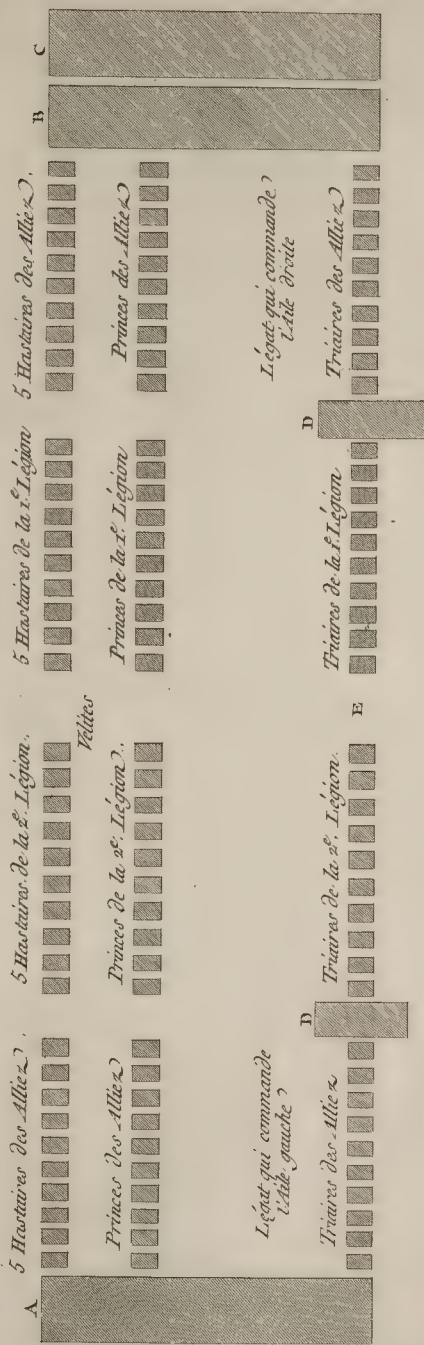 A
5 Hastaires des Alliez.
5 Hastaires de la 2e. Légion.
5 Hastaires de la 1e. Légion
5 Hastaires des Alliez.
B
C
Velites
Princes des Alliez
Princes de la 2e. Légion.
Princes de la 1e. Légion
Princes des Alliez
Légat qui commande
l'Aile gauche
Légat qui commande
l'Aile droite
D
D
Triaires des Alliez
Triaires de la 2e. Légion
Triaires de la 1e. Légion
Triaires des Alliez
E